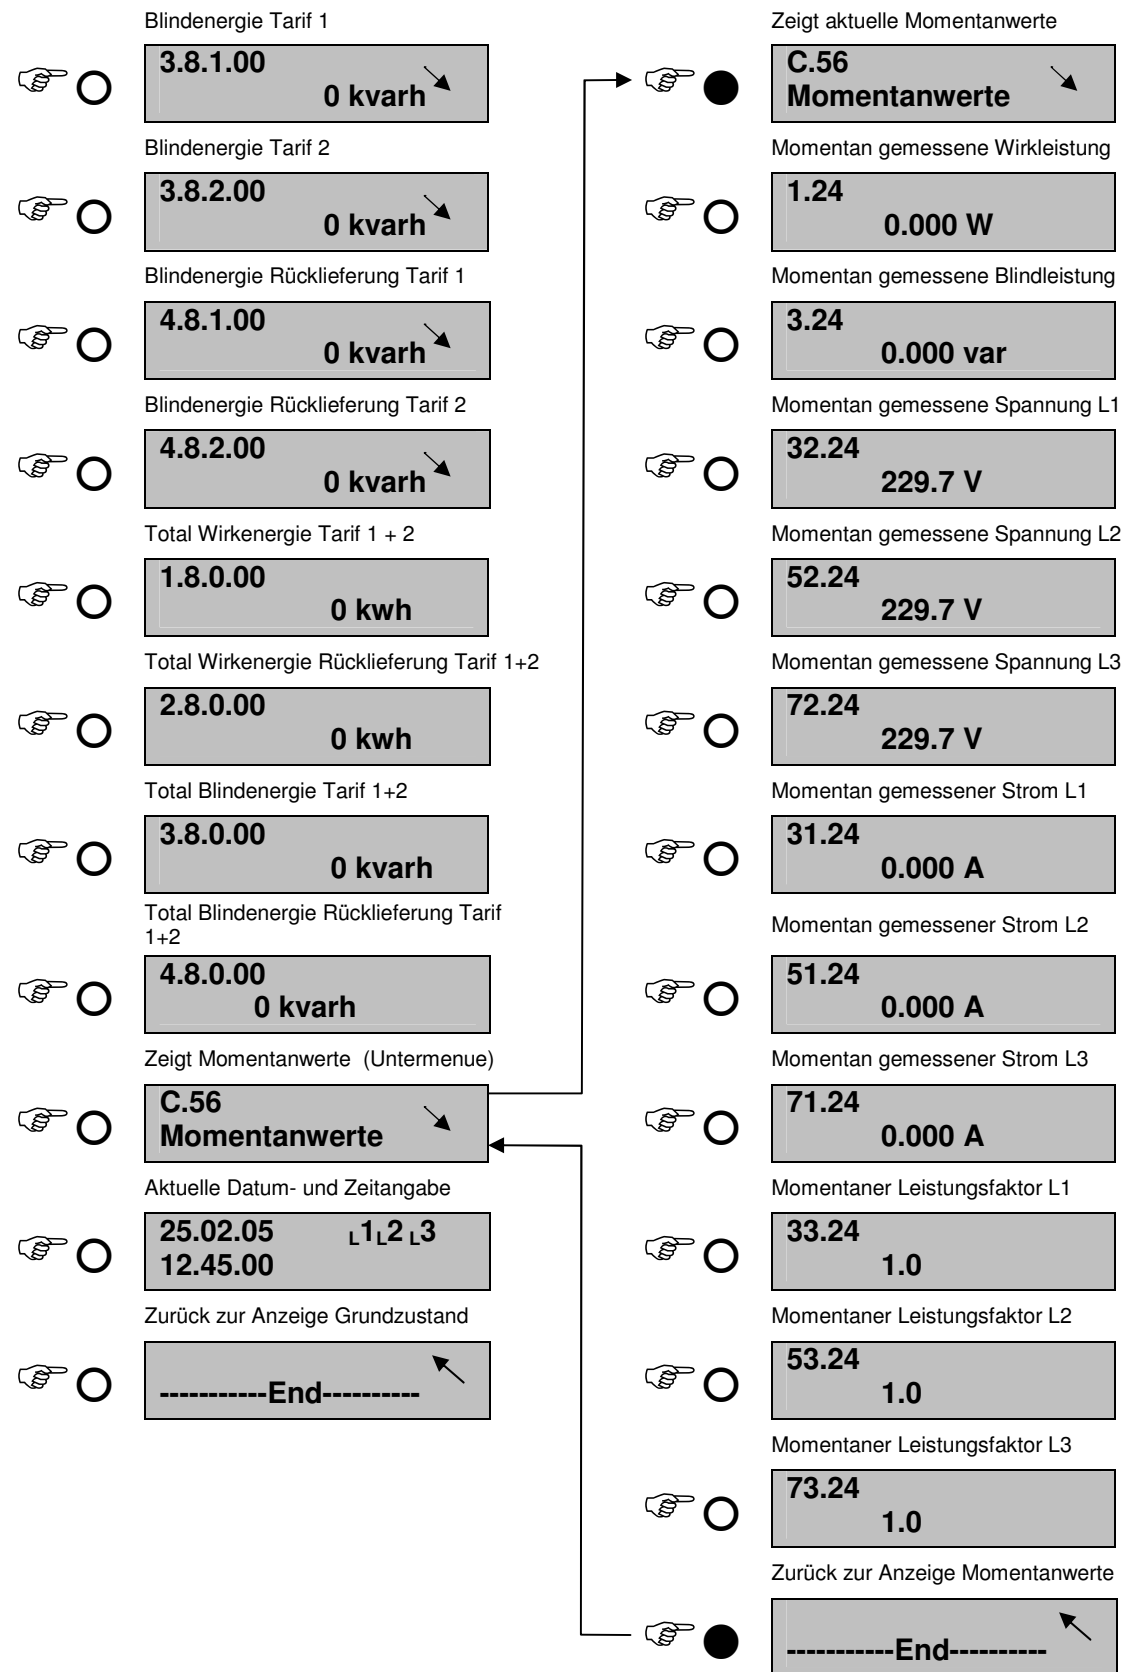 Blindenergie Tarif 1
3.8.1.00
0 kvarh
Blindenergie Tarif 2
3.8.2.00
0 kvarh
Blindenergie Rücklieferung Tarif 1
4.8.1.00
0 kvarh
Blindenergie Rücklieferung Tarif 2
4.8.2.00
0 kvarh
Total Wirkenergie Tarif 1 + 2
1.8.0.00
0 kwh
Total Wirkenergie Rücklieferung Tarif 1+2
2.8.0.00
0 kwh
Total Blindenergie Tarif 1+2
3.8.0.00
0 kvarh
Total Blindenergie Rücklieferung Tarif
1+2
4.8.0.00
0 kvarh
Zeigt Momentanwerte (Untermenue)
C.56
Momentanwerte
Aktuelle Datum- und Zeitangabe
25.02.05 L1L2 L3
12.45.00
Zurück zur Anzeige Grundzustand
-----------End----------
Zeigt aktuelle Momentanwerte
C.56
Momentanwerte
Momentan gemessene Wirkleistung
1.24
0.000 W
Momentan gemessene Blindleistung
3.24
0.000 var
Momentan gemessene Spannung L1
32.24
229.7 V
Momentan gemessene Spannung L2
52.24
229.7 V
Momentan gemessene Spannung L3
72.24
229.7 V
Momentan gemessener Strom L1
31.24
0.000 A
Momentan gemessener Strom L2
51.24
0.000 A
Momentan gemessener Strom L3
71.24
0.000 A
Momentaner Leistungsfaktor L1
33.24
1.0
Momentaner Leistungsfaktor L2
53.24
1.0
Momentaner Leistungsfaktor L3
73.24
1.0
Zurück zur Anzeige Momentanwerte
-----------End----------